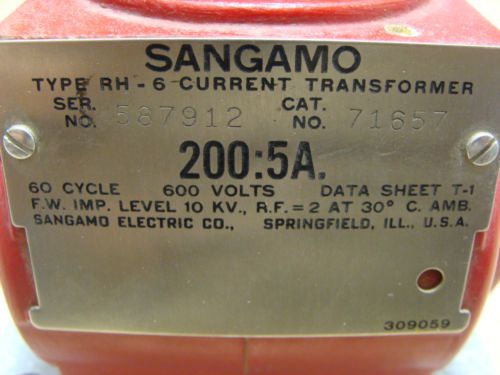 SANGAMO
TYPE RH-6 CURRENT TRANSFORMER
SER. NO. 587912 CAT. NO. 71657
200:5A.
60 CYCLE 600 VOLTS DATA SHEET T-1
F.W. IMP. LEVEL 10 KV., R.F.=2 AT 30° C. AMB.
SANGAMO ELECTRIC CO., SPRINGFIELD, ILL., U.S.A.
309059